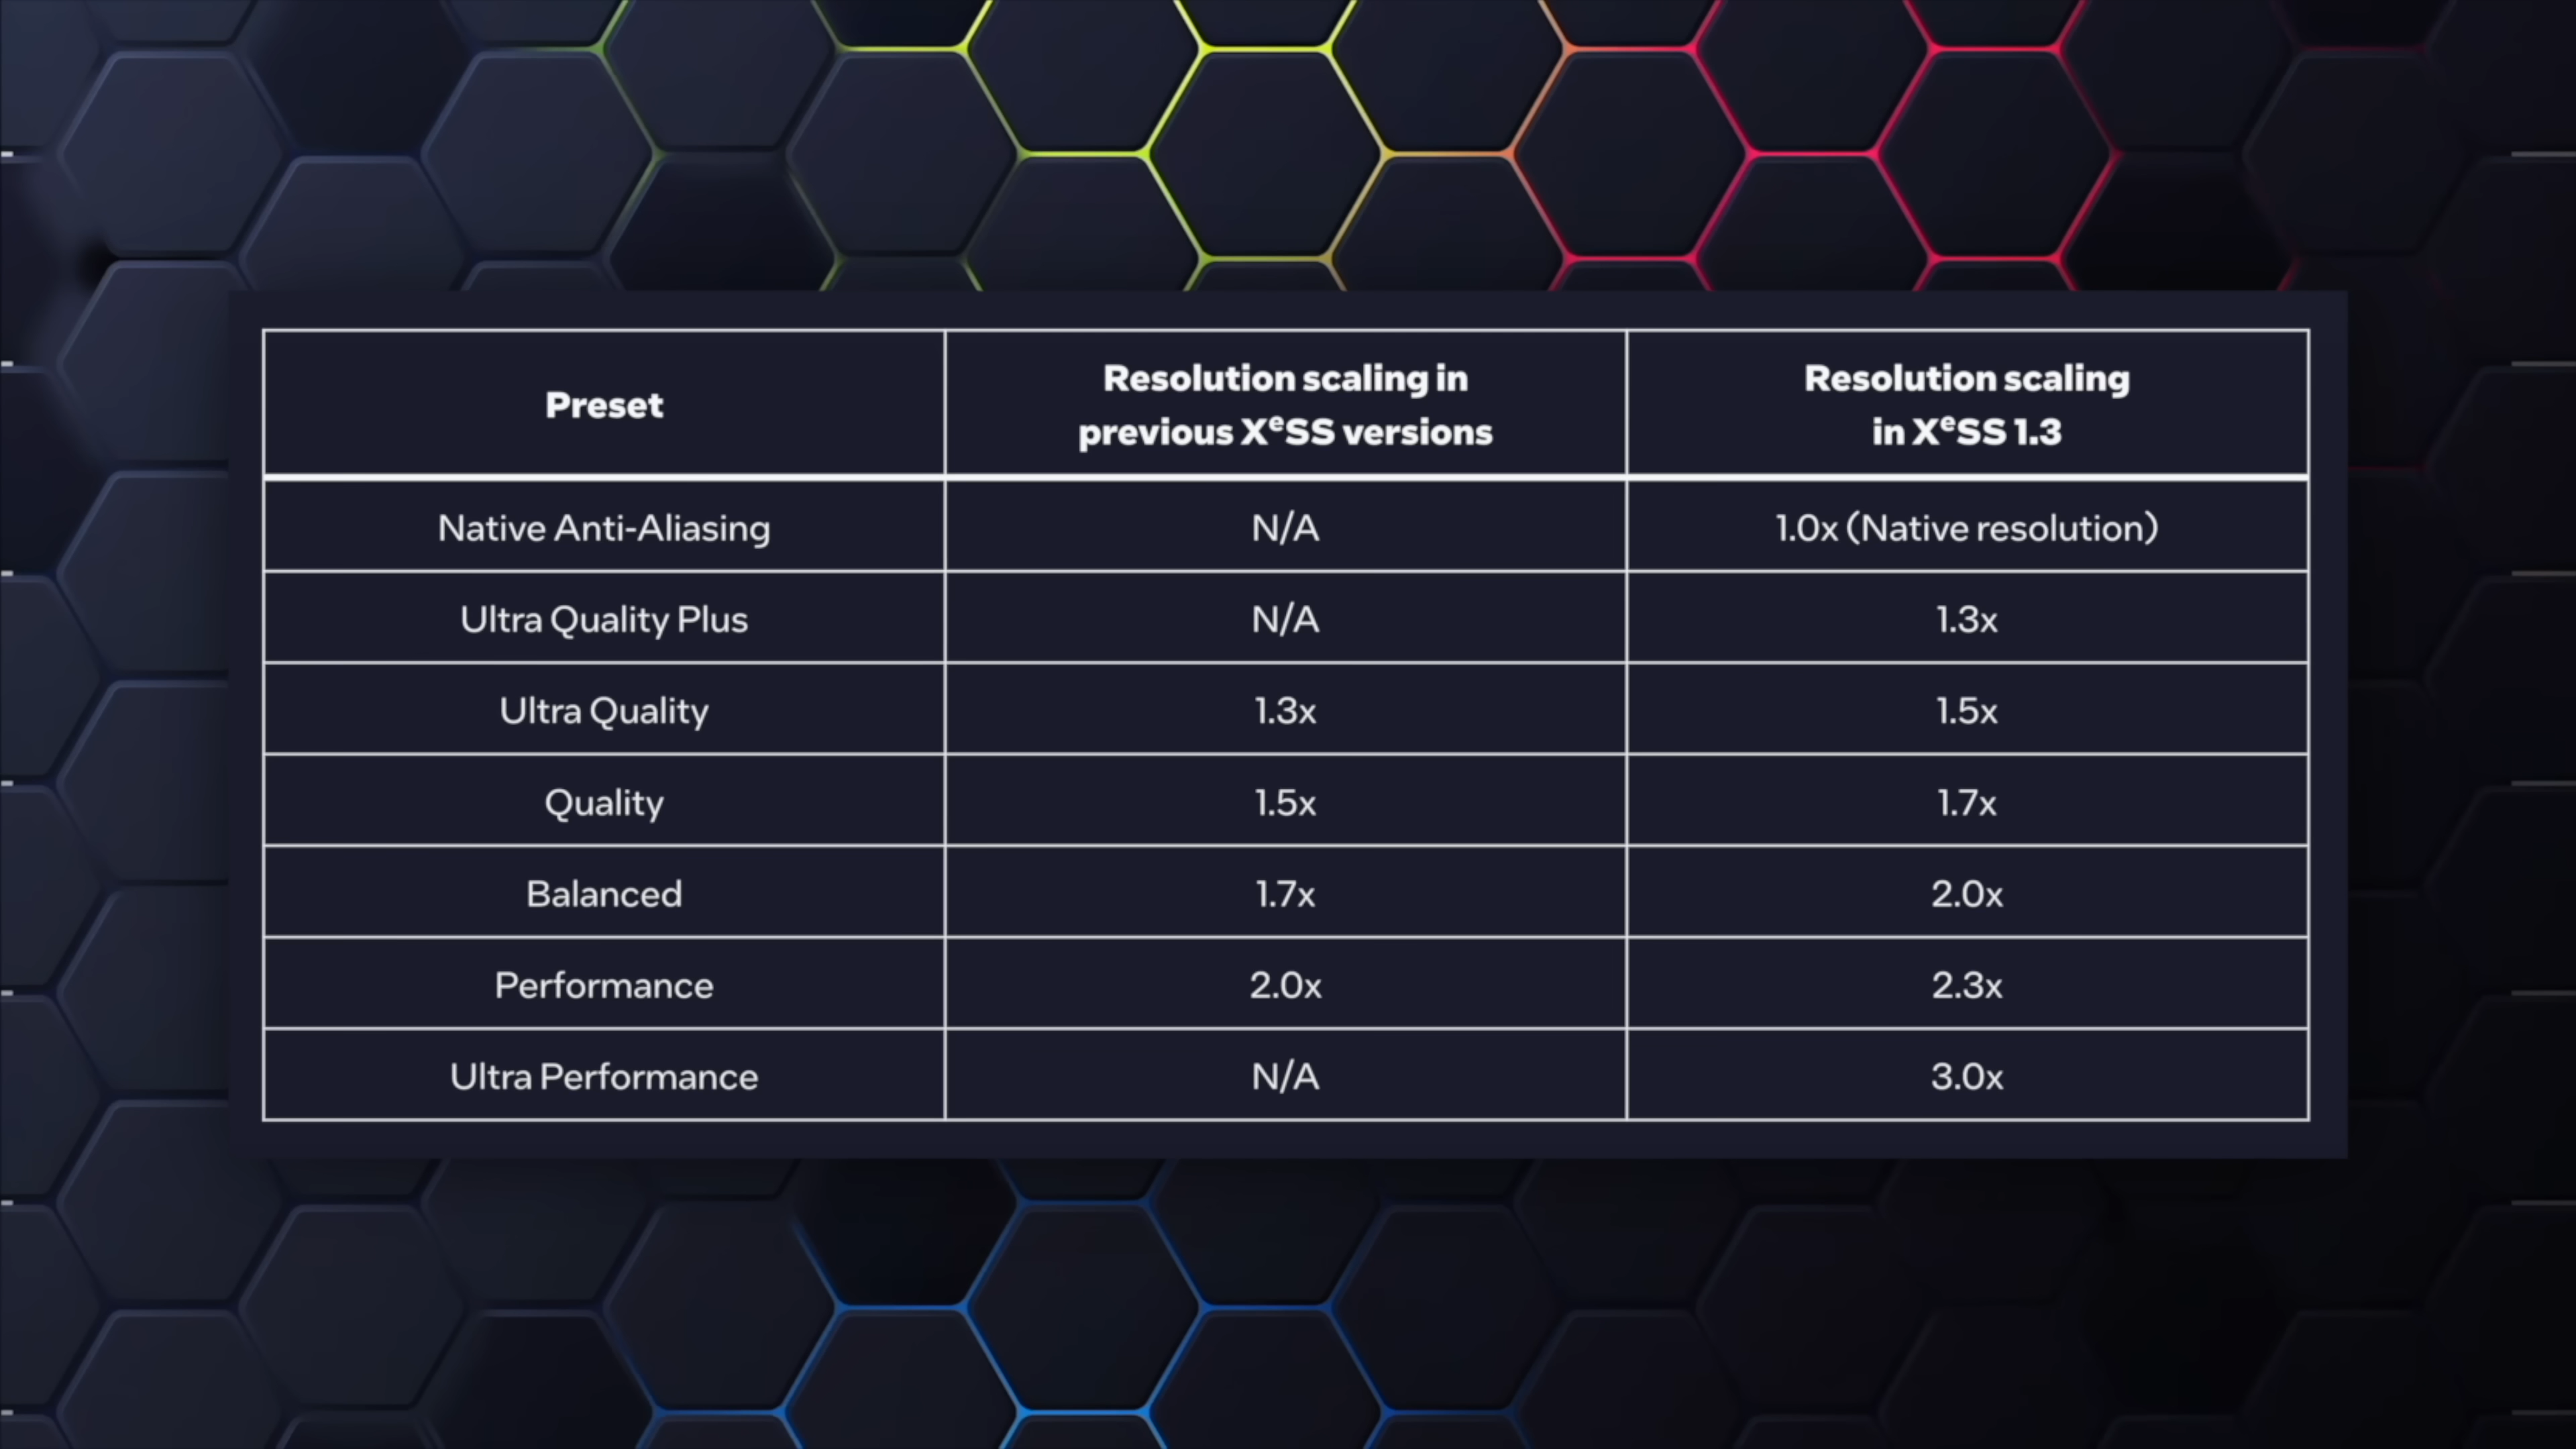 Preset
Resolution scaling in
previous XᵉSS versions
Resolution scaling
in XᵉSS 1.3
Native Anti-Aliasing
N/A
1.0x (Native resolution)
Ultra Quality Plus
N/A
1.3x
Ultra Quality
1.3x
1.5x
Quality
1.5x
1.7x
Balanced
1.7x
2.0x
Performance
2.0x
2.3x
Ultra Performance
N/A
3.0x